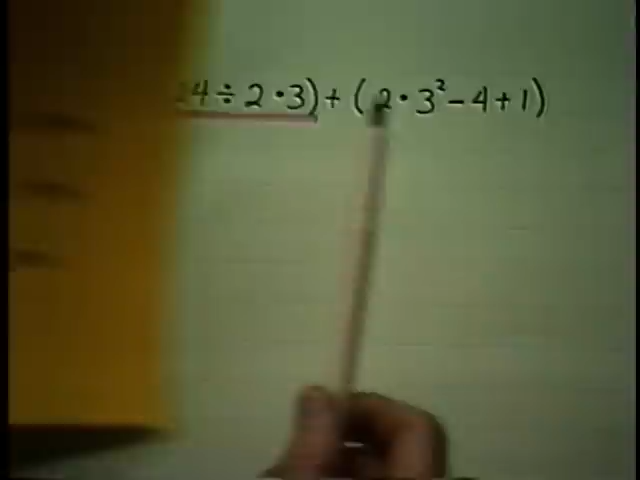 4 ÷ 2 · 3) + (2 · 3² − 4 + 1)